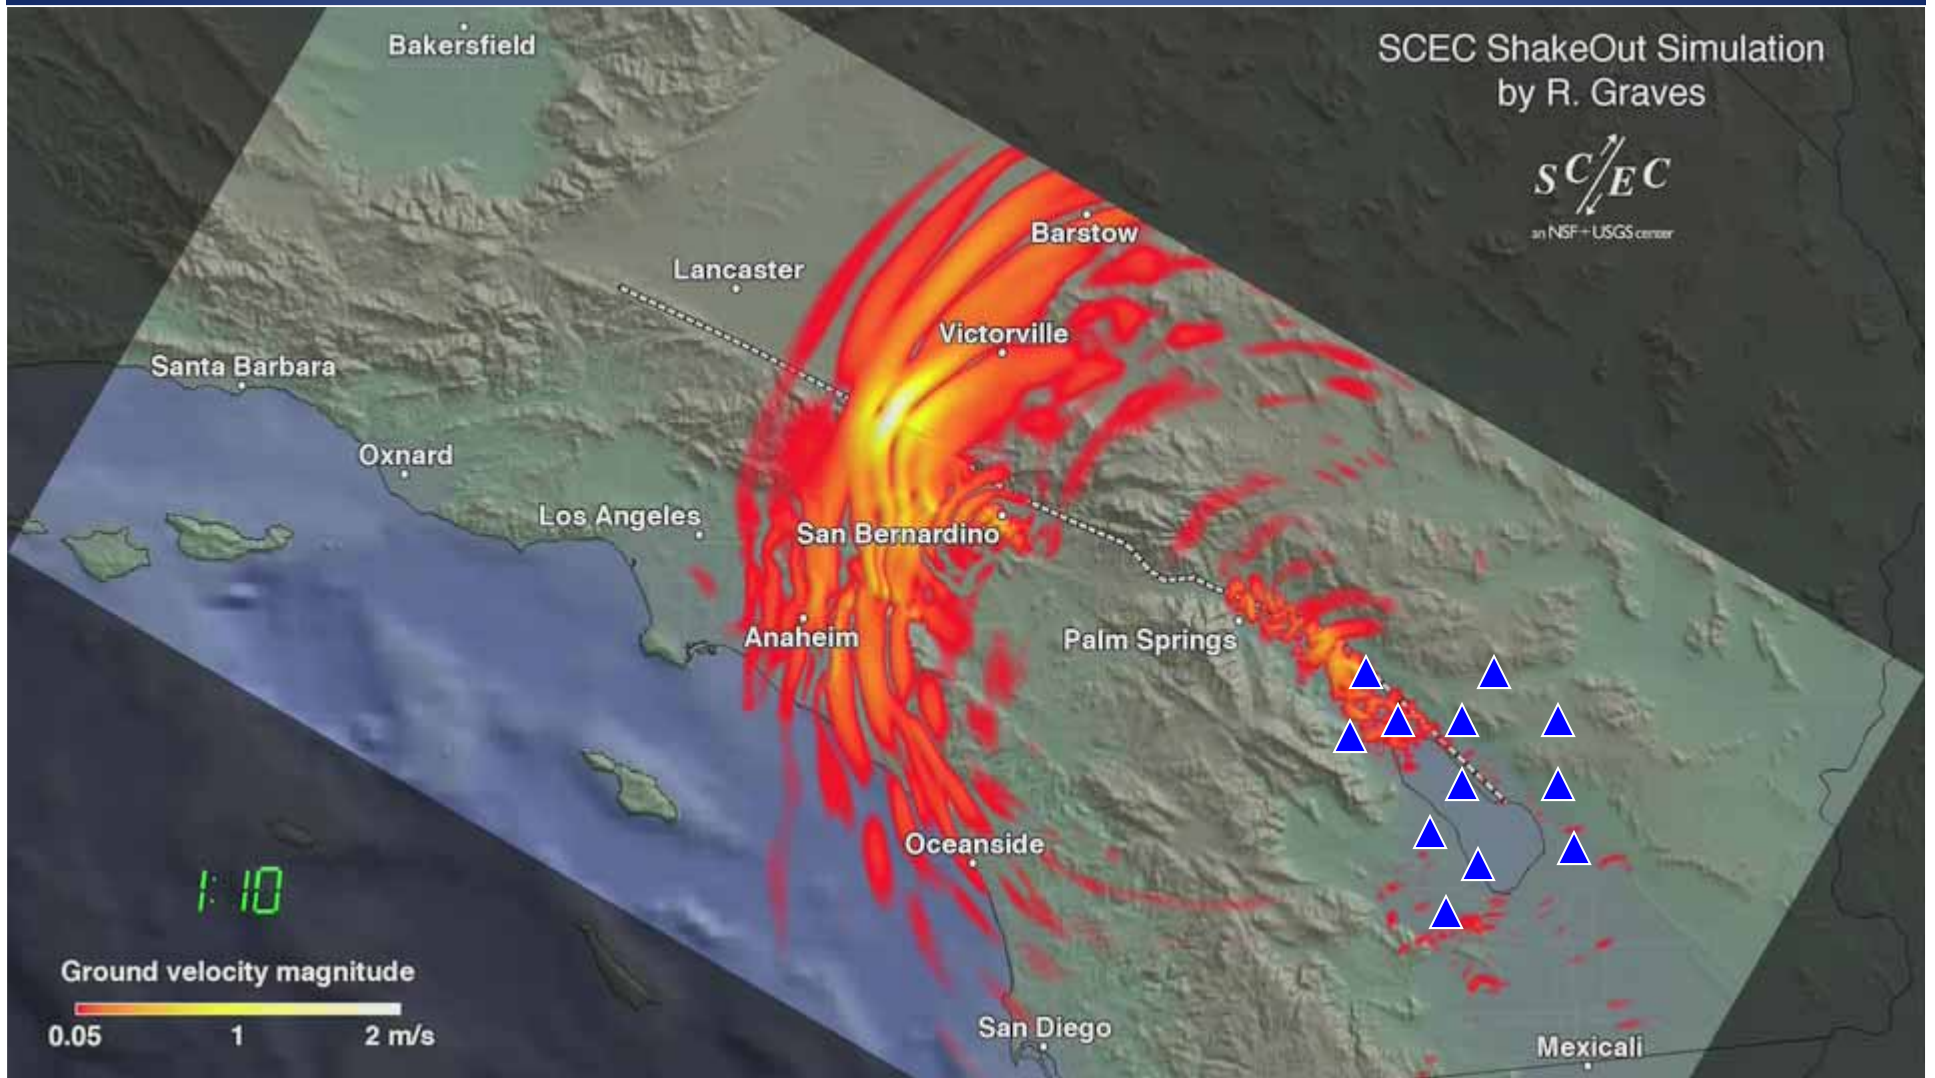 Bakersfield
SCEC ShakeOut Simulation
by R. Graves
S C E C
an NSF+USGS center
Barstow
Lancaster
Victorville
Santa Barbara
Oxnard
Los Angeles
San Bernardino
Anaheim
Palm Springs
Oceanside
1:10
Ground velocity magnitude
0.05 1 2 m/s
San Diego
Mexicali